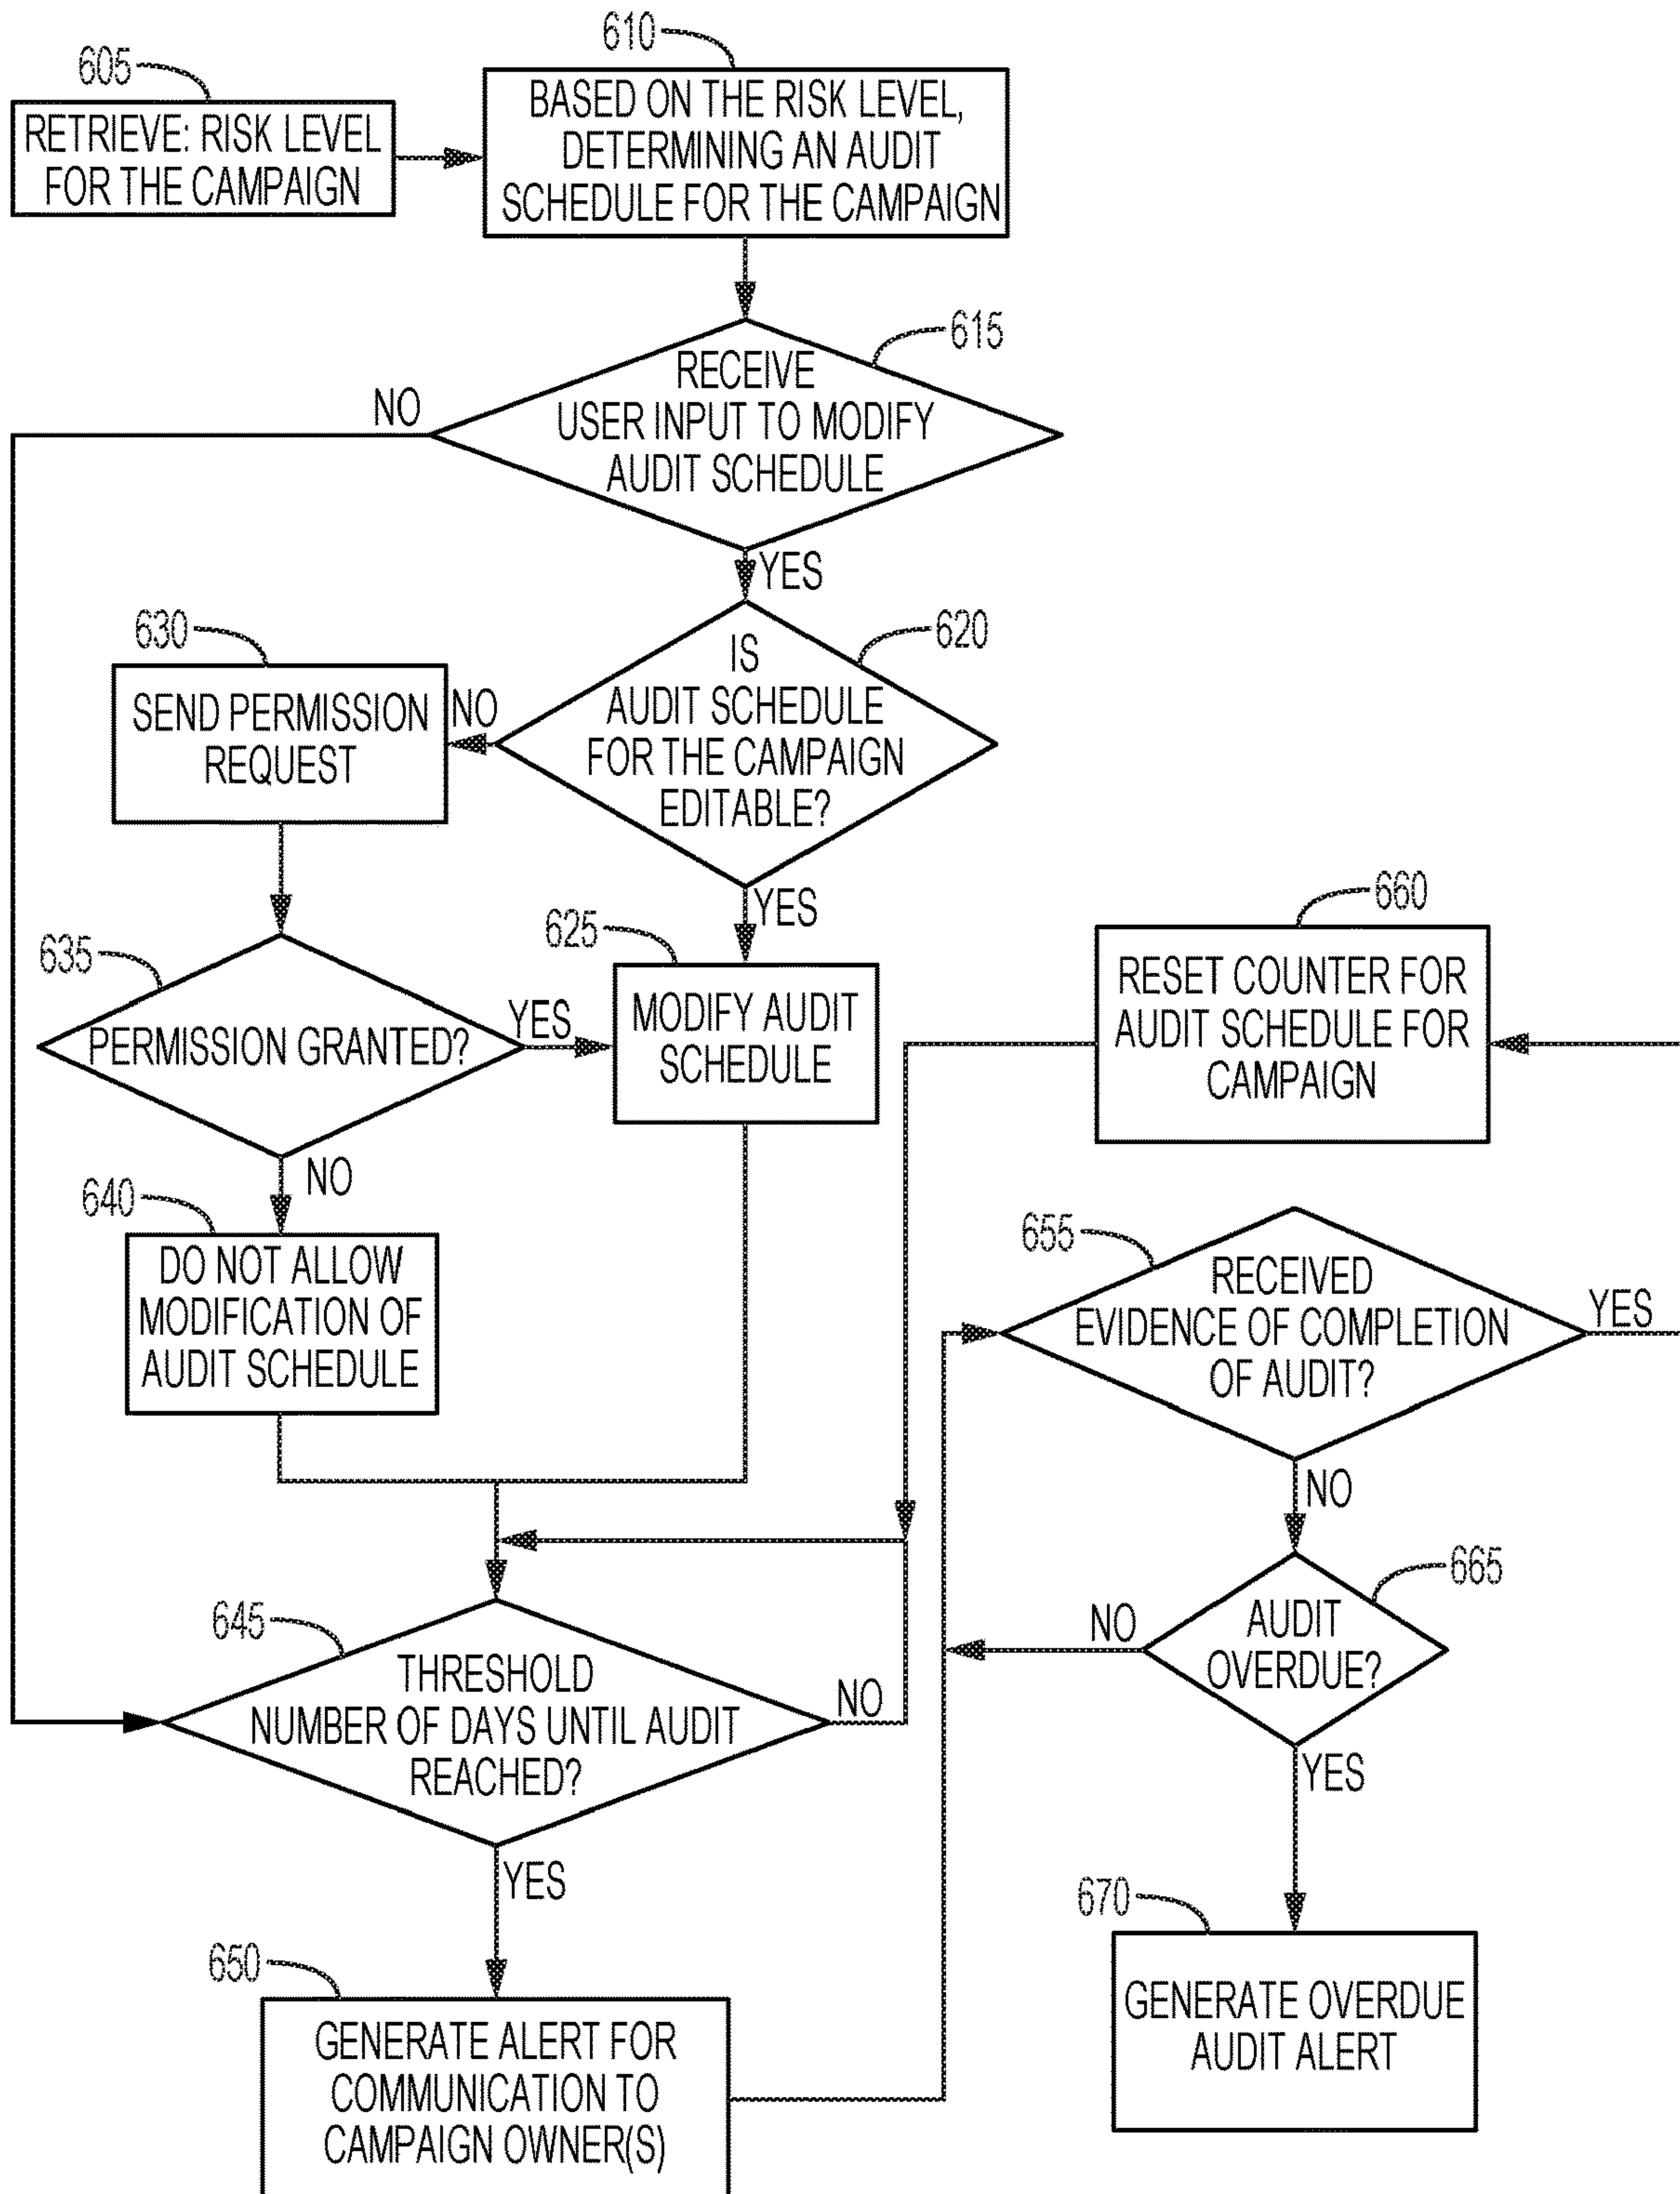 605
RETRIEVE: RISK LEVEL
FOR THE CAMPAIGN
610
BASED ON THE RISK LEVEL,
DETERMINING AN AUDIT
SCHEDULE FOR THE CAMPAIGN
615
RECEIVE
USER INPUT TO MODIFY
AUDIT SCHEDULE
NO
YES
620
IS
AUDIT SCHEDULE
FOR THE CAMPAIGN
EDITABLE?
NO
YES
630
SEND PERMISSION
REQUEST
635
PERMISSION GRANTED?
YES
NO
625
MODIFY AUDIT
SCHEDULE
640
DO NOT ALLOW
MODIFICATION OF
AUDIT SCHEDULE
645
THRESHOLD
NUMBER OF DAYS UNTIL AUDIT
REACHED?
NO
YES
650
GENERATE ALERT FOR
COMMUNICATION TO
CAMPAIGN OWNER(S)
660
RESET COUNTER FOR
AUDIT SCHEDULE FOR
CAMPAIGN
655
RECEIVED
EVIDENCE OF COMPLETION
OF AUDIT?
YES
NO
665
AUDIT
OVERDUE?
NO
YES
670
GENERATE OVERDUE
AUDIT ALERT